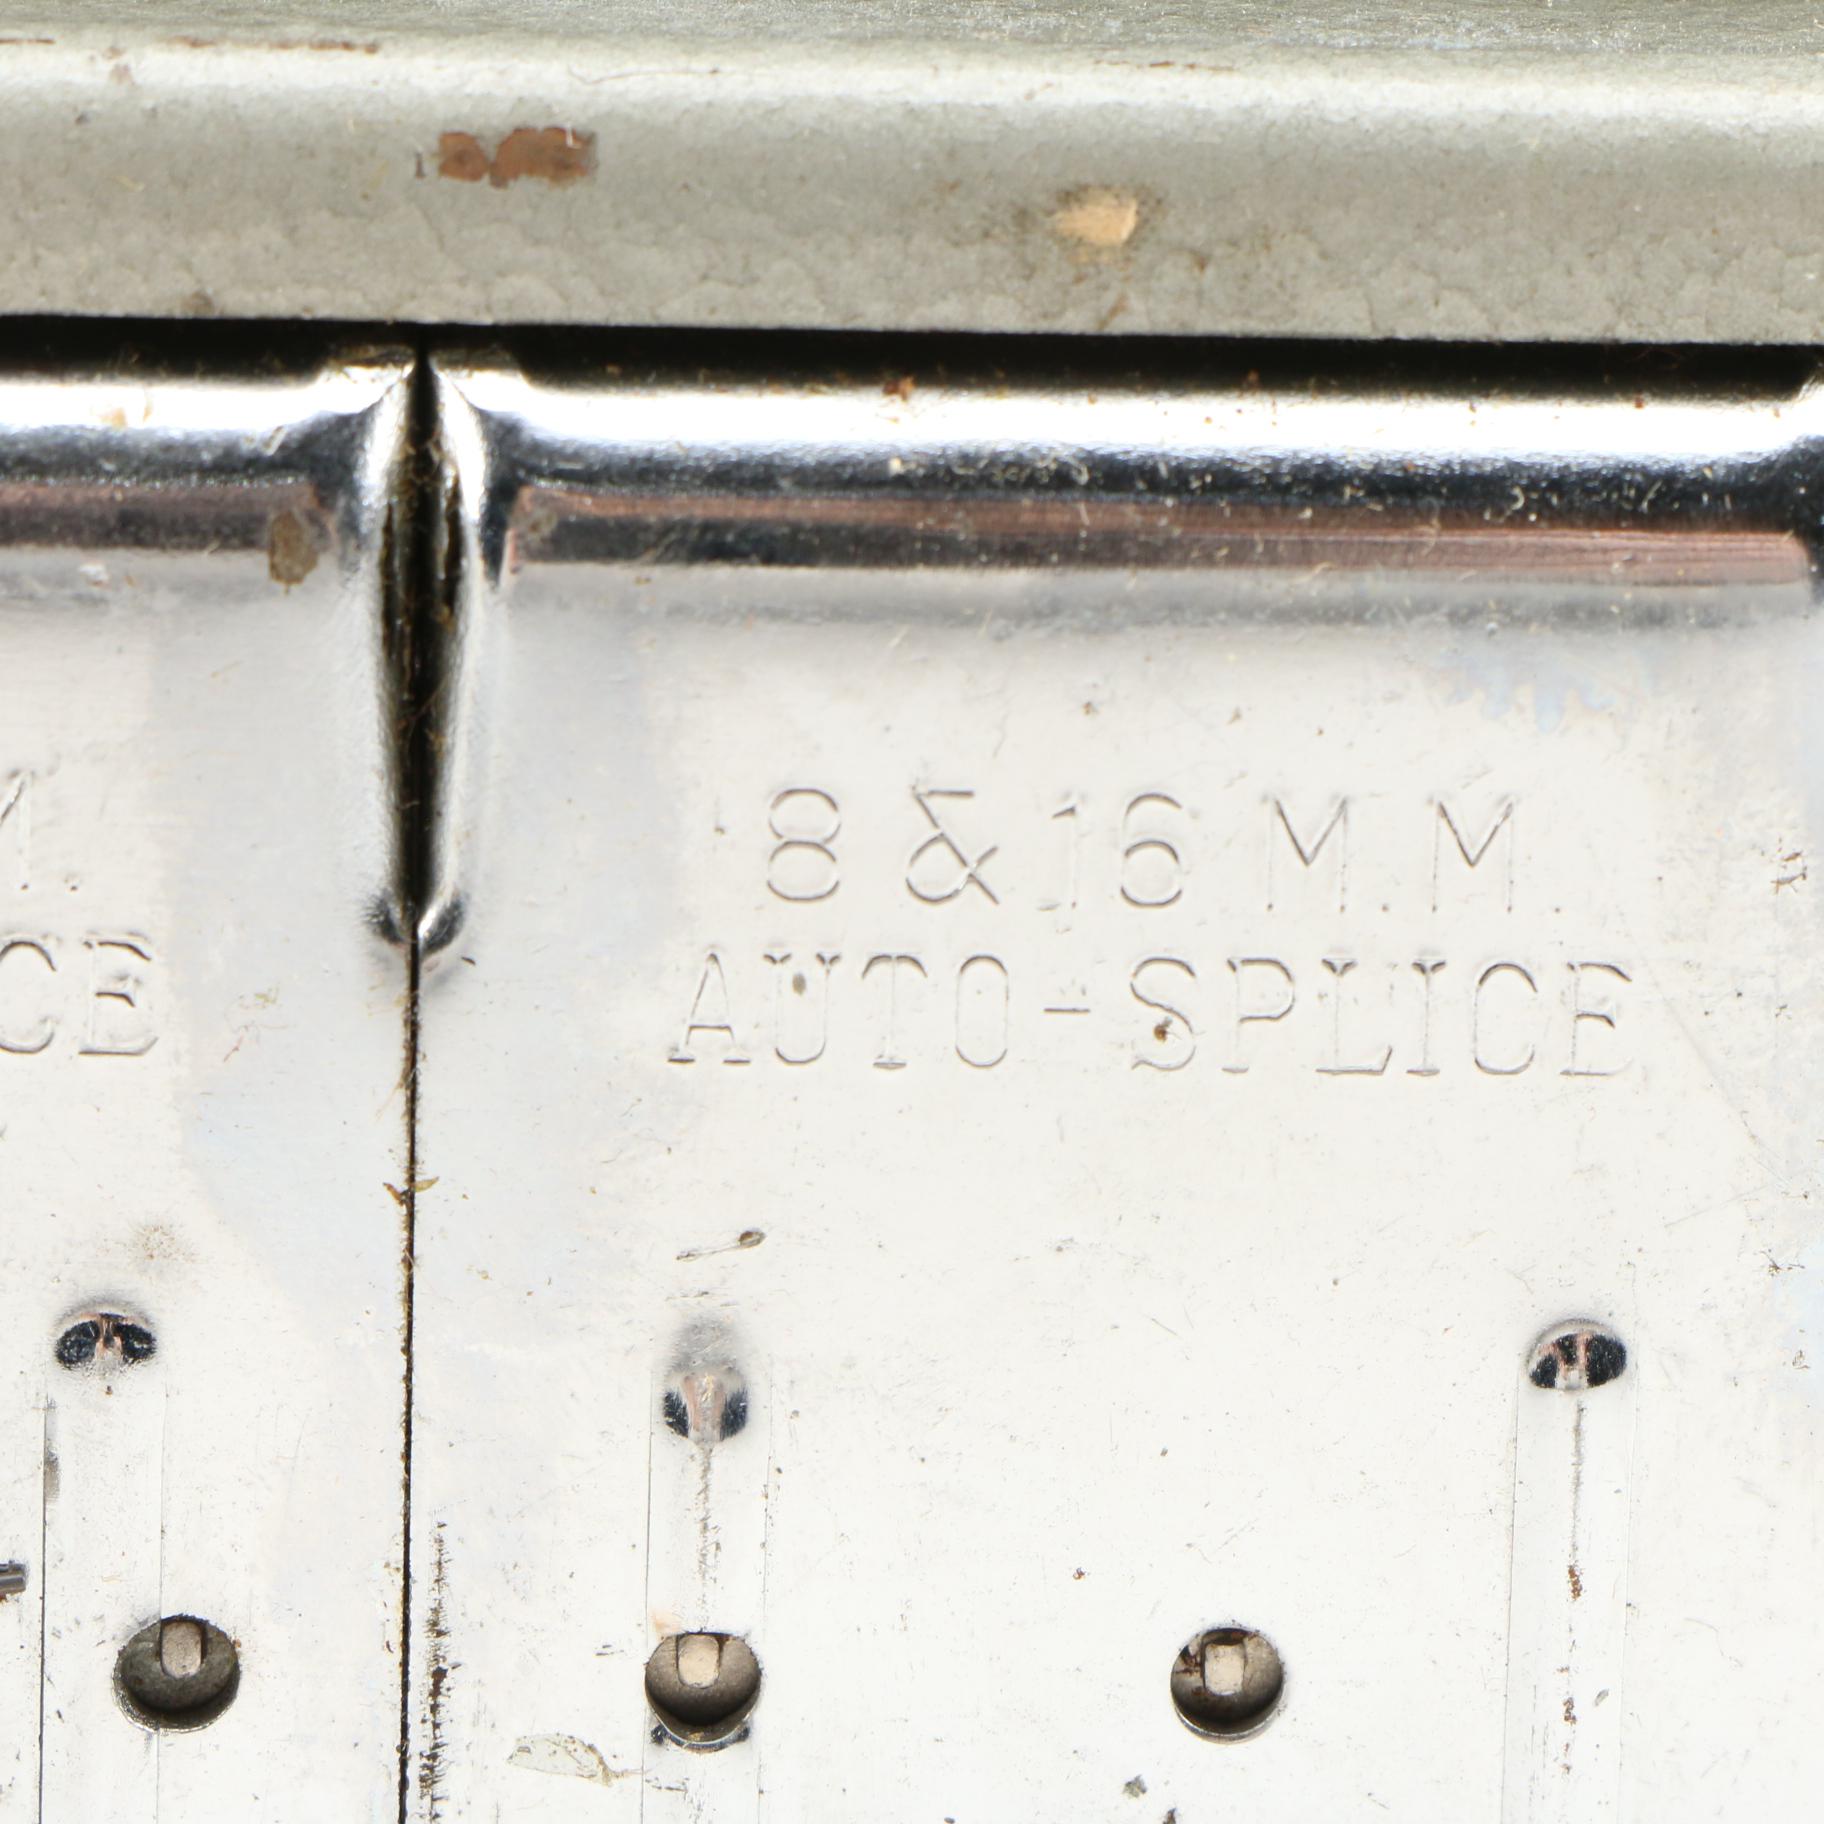 8 & 16 M.M.
AUTO-SPLICE